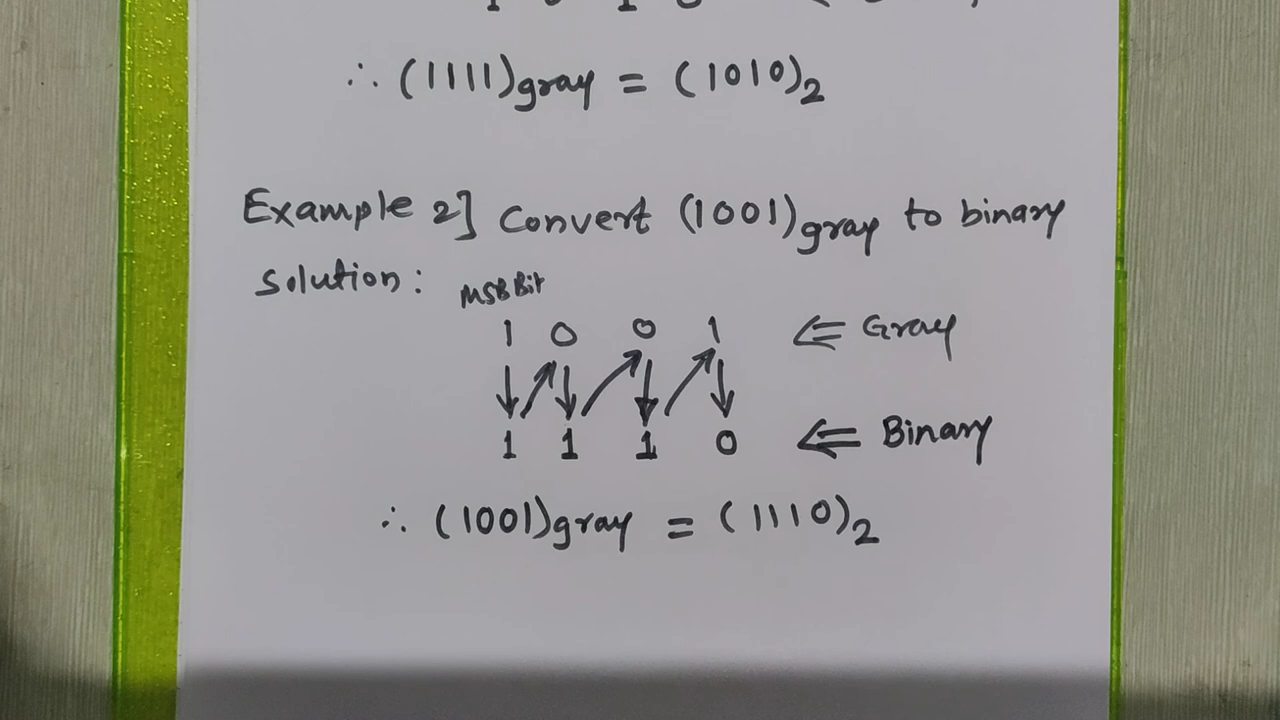 ∴ (1111)gray = (1010)2
Example 2] Convert (1001)gray to binary
Solution: MSB Bit
1 0 0 1 ⇐ Gray
1 1 1 0 ⇐ Binary
∴ (1001)gray = (1110)2